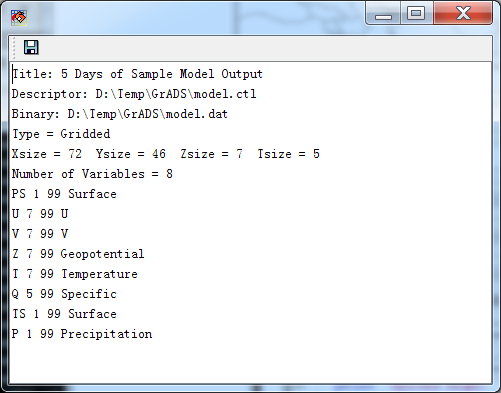 Title: 5 Days of Sample Model Output
Descriptor: D:\Temp\GrADS\model.ctl
Binary: D:\Temp\GrADS\model.dat
Type = Gridded
Xsize = 72  Ysize = 46  Zsize = 7  Tsize = 5
Number of Variables = 8
PS 1 99 Surface
U 7 99 U
V 7 99 V
Z 7 99 Geopotential
T 7 99 Temperature
Q 5 99 Specific
TS 1 99 Surface
P 1 99 Precipitation